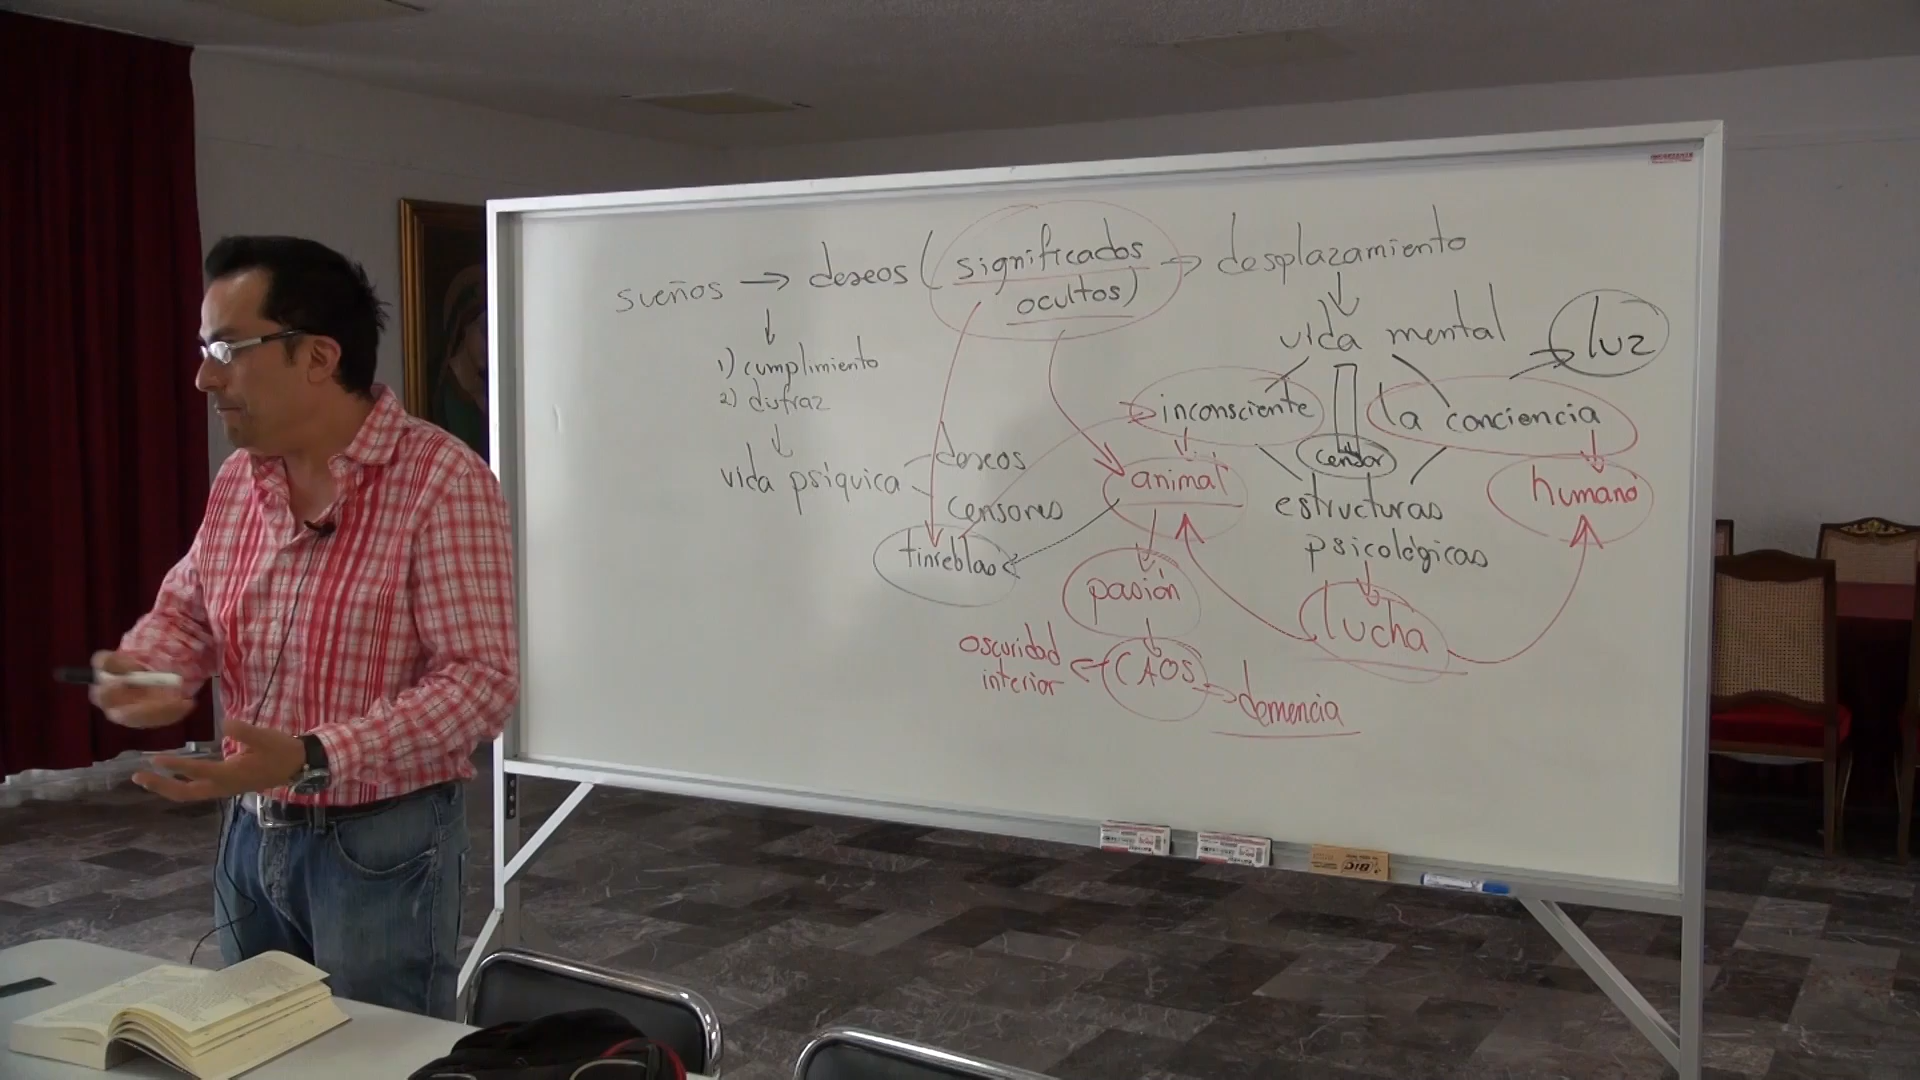 sueños → deseos (significados ocultos) → desplazamiento
1) cumplimiento
2) disfraz
vida psíquica
deseos
censores
tinieblas
vida mental
luz
inconsciente
la conciencia
censor
animal
humano
estructuras
psicológicas
pasión
lucha
CAOS
oscuridad
interior
demencia
BIC